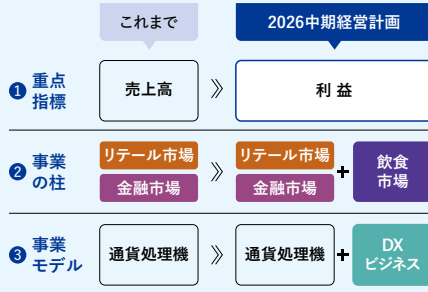 これまで
2026中期経営計画
1 重点
指標
売上高
》
利益
2 事業
の柱
リテール市場
金融市場
》
リテール市場
金融市場
+
飲食
市場
3 事業
モデル
通貨処理機
》
通貨処理機
+
DX
ビジネス